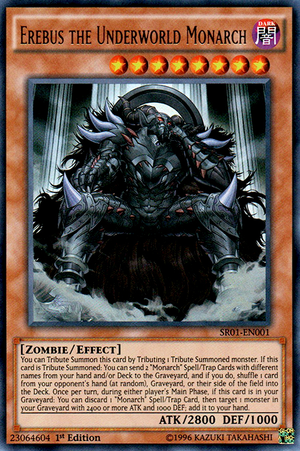 EREBUS THE UNDERWORLD MONARCH
DARK
闇
SR01-EN001
[ZOMBIE/EFFECT]
You can Tribute Summon this card by Tributing 1 Tribute Summoned monster. If this
card is Tribute Summoned: You can send 2 "Monarch" Spell/Trap Cards with different
names from your hand and/or Deck to the Graveyard, and if you do, shuffle 1 card
from your opponent's hand (at random), Graveyard, or their side of the field into
the Deck. Once per turn, during either player's Main Phase, if this card is in your
Graveyard: You can discard 1 "Monarch" Spell/Trap Card, then target 1 monster in
your Graveyard with 2400 or more ATK and 1000 DEF; add it to your hand.
ATK/2800 DEF/1000
23064604 1st Edition ©1996 KAZUKI TAKAHASHI